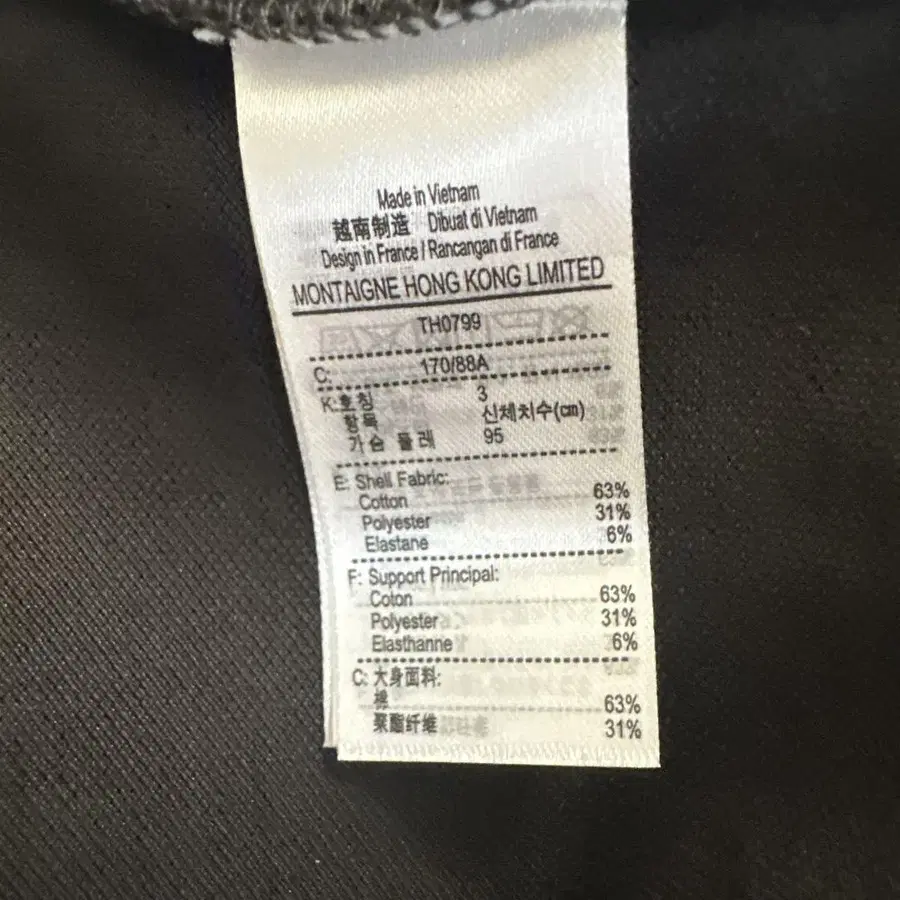 Made in Vietnam
越南制造 Dibuat di Vietnam
Design in France / Rancangan di France
MONTAIGNE HONG KONG LIMITED
TH0799
C: 170/88A
K:호칭 3
항목 신체치수(cm)
가슴 둘레 95
E: Shell Fabric:
Cotton 63%
Polyester 31%
Elastane 6%
F: Support Principal:
Coton 63%
Polyester 31%
Elasthanne 6%
C: 大身面料:
棉 63%
聚酯纤维 31%